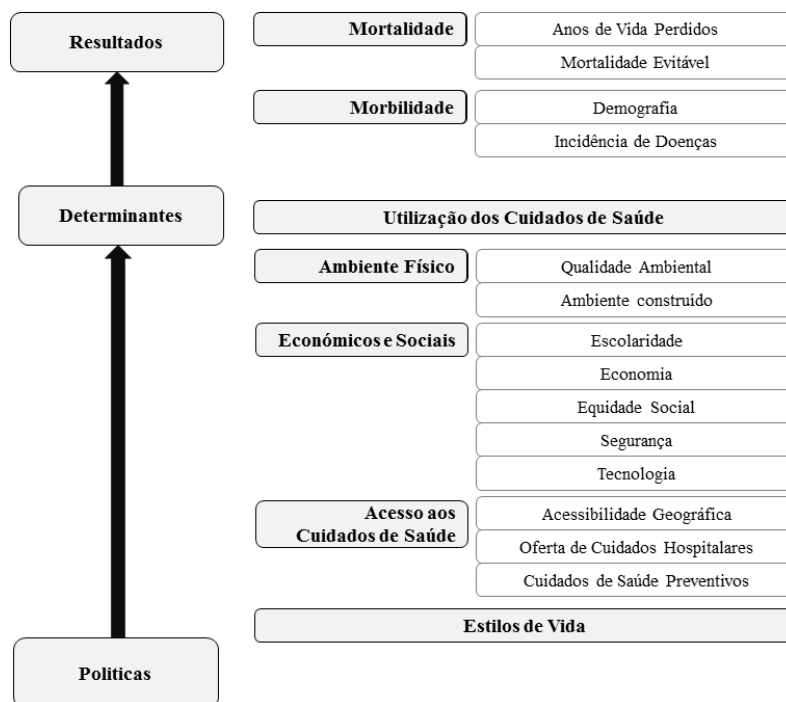 Resultados
Mortalidade
Anos de Vida Perdidos
Mortalidade Evitável
Morbilidade
Demografia
Incidência de Doenças
Determinantes
Utilização dos Cuidados de Saúde
Ambiente Físico
Qualidade Ambiental
Ambiente construído
Económicos e Sociais
Escolaridade
Economia
Equidade Social
Segurança
Tecnologia
Acesso aos
Cuidados de Saúde
Acessibilidade Geográfica
Oferta de Cuidados Hospitalares
Cuidados de Saúde Preventivos
Estilos de Vida
Politicas